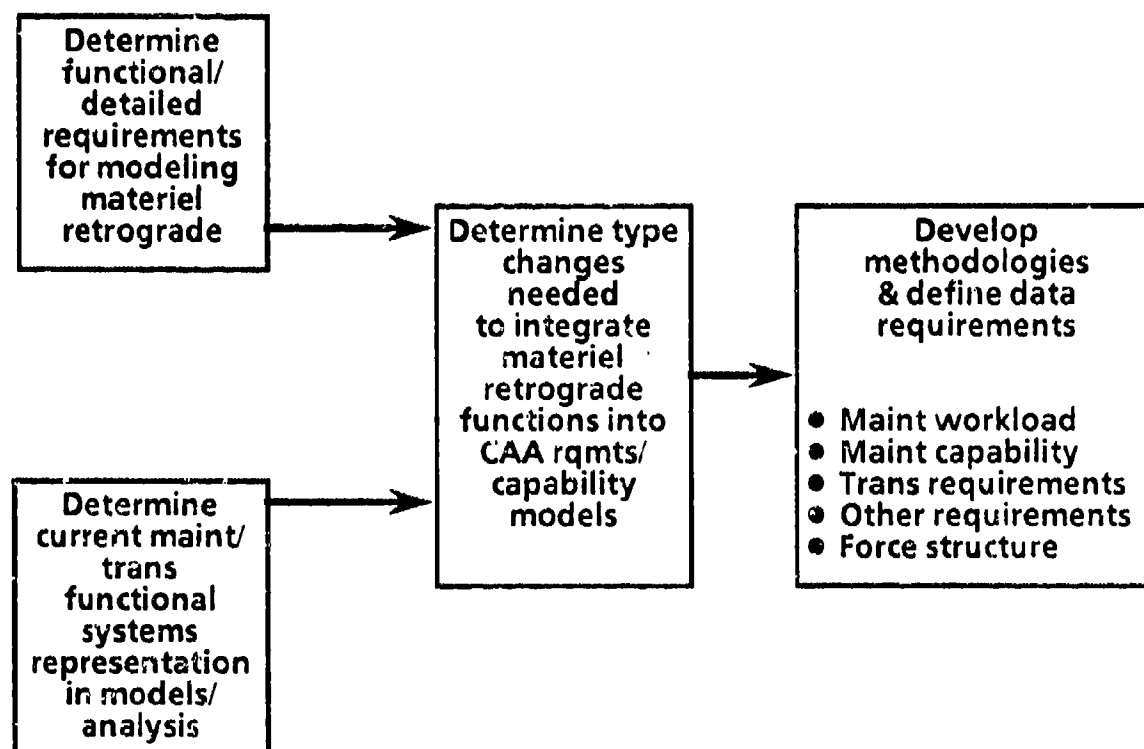 Determine
functional/
detailed
requirements
for modeling
materiel
retrograde
Determine
current maint/
trans
functional
systems
representation
in models/
analysis
Determine type
changes
needed
to integrate
materiel
retrograde
functions into
CAA rqmts/
capability
models
Develop
methodologies
& define data
requirements
● Maint workload
● Maint capability
● Trans requirements
● Other requirements
● Force structure